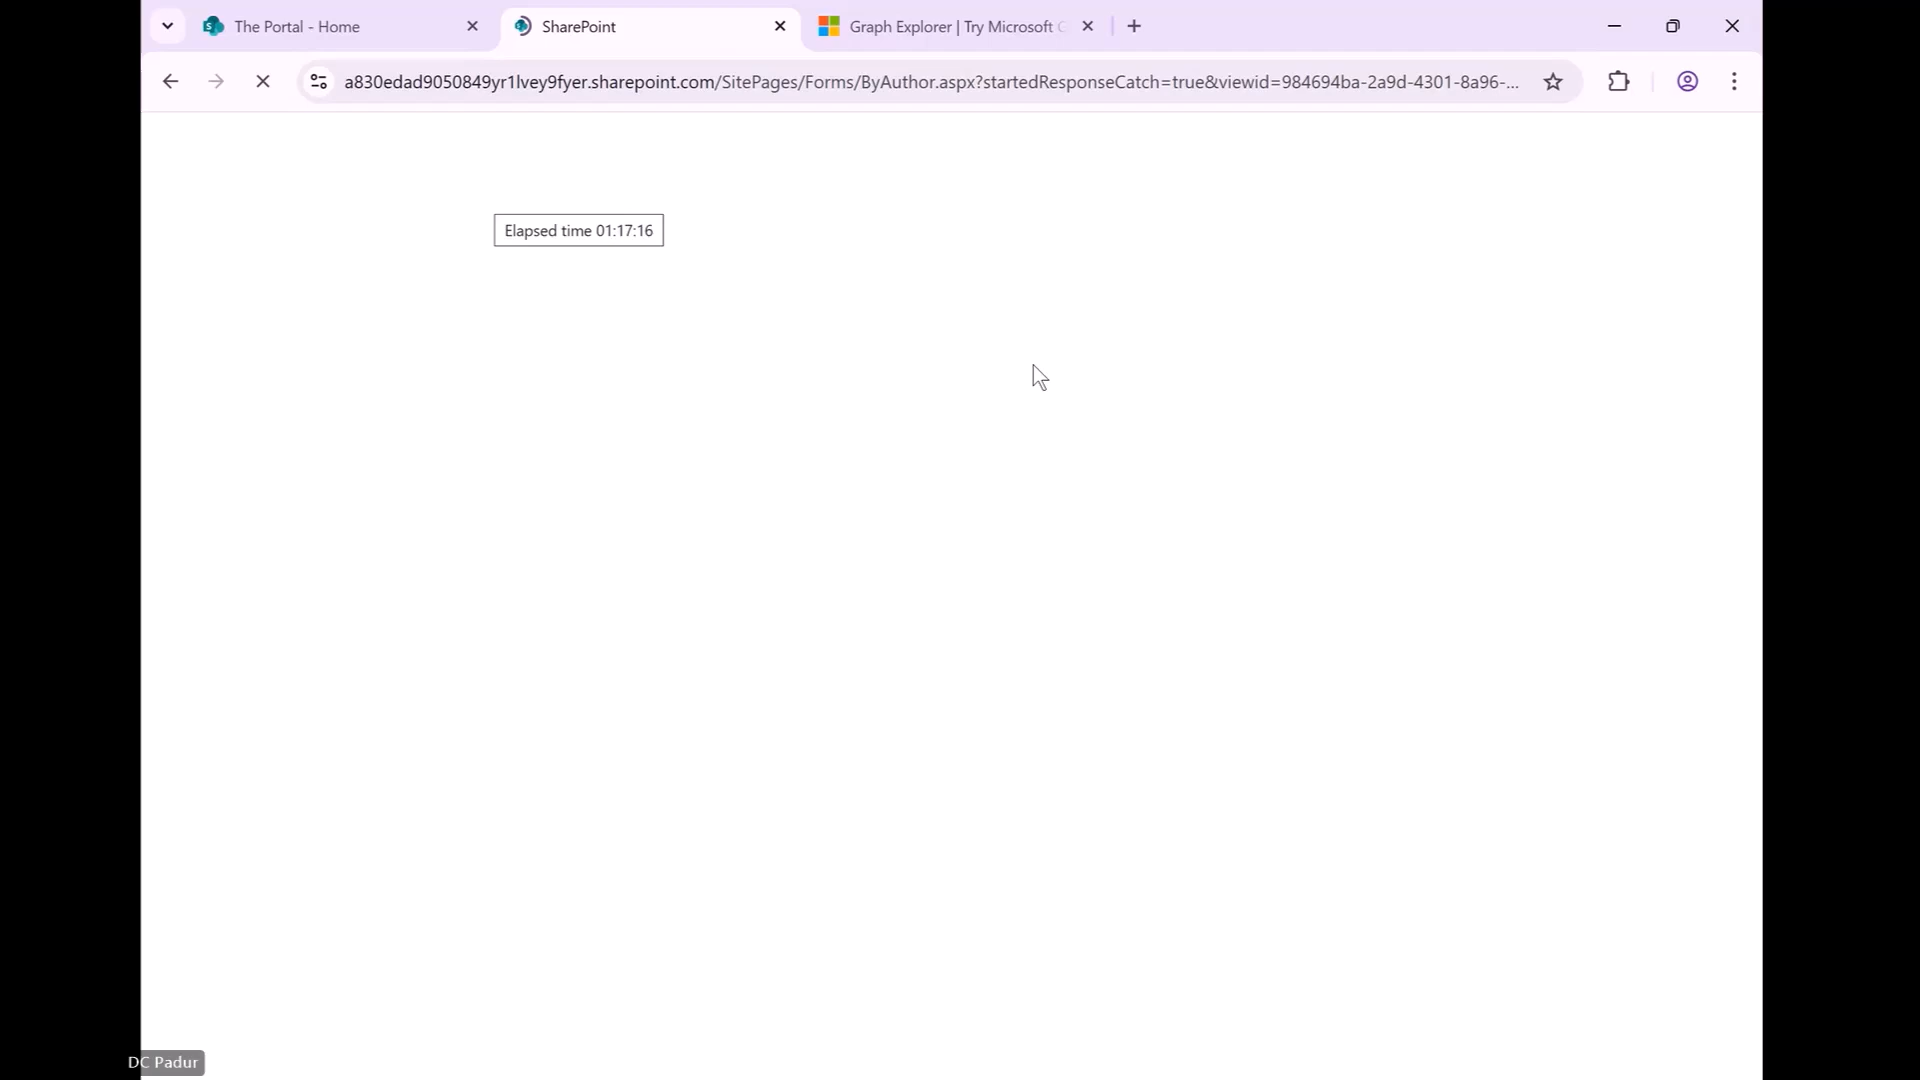 The Portal - Home
SharePoint
Graph Explorer | Try Microsoft G
a830edad9050849yr1lvey9fyer.sharepoint.com/SitePages/Forms/ByAuthor.aspx?startedResponseCatch=true&viewid=984694ba-2a9d-4301-8a96-...
Elapsed time 01:17:16
DC Padur